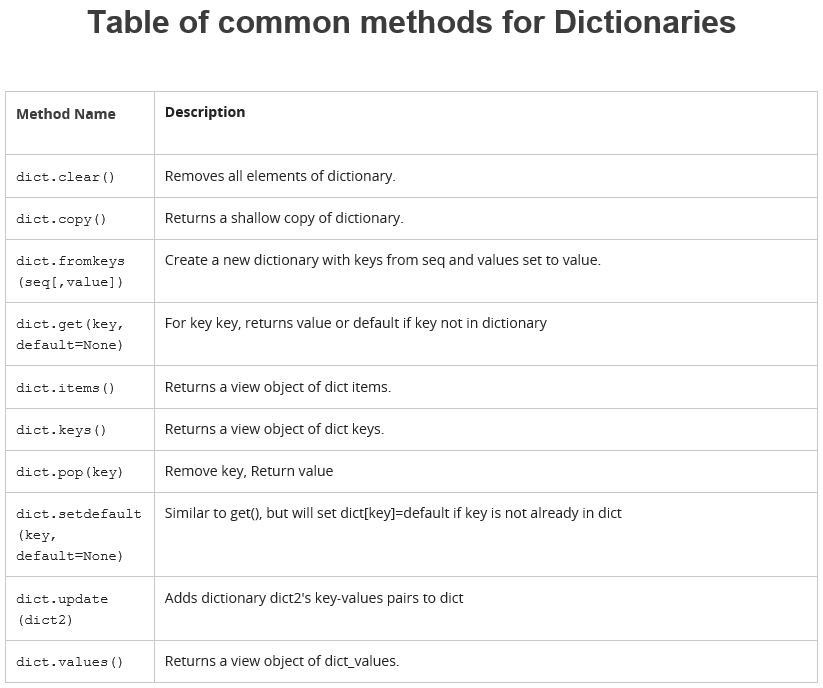 Table of common methods for Dictionaries
Method Name Description
dict.clear() Removes all elements of dictionary.
dict.copy() Returns a shallow copy of dictionary.
dict.fromkeys Create a new dictionary with keys from seq and values set to value.
(seq[,value])
dict.get(key, For key key, returns value or default if key not in dictionary
default=None)
dict.items() Returns a view object of dict items.
dict.keys() Returns a view object of dict keys.
dict.pop(key) Remove key, Return value
dict.setdefault Similar to get(), but will set dict[key]=default if key is not already in dict
(key,
default=None)
dict.update Adds dictionary dict2's key-values pairs to dict
(dict2)
dict.values() Returns a view object of dict_values.